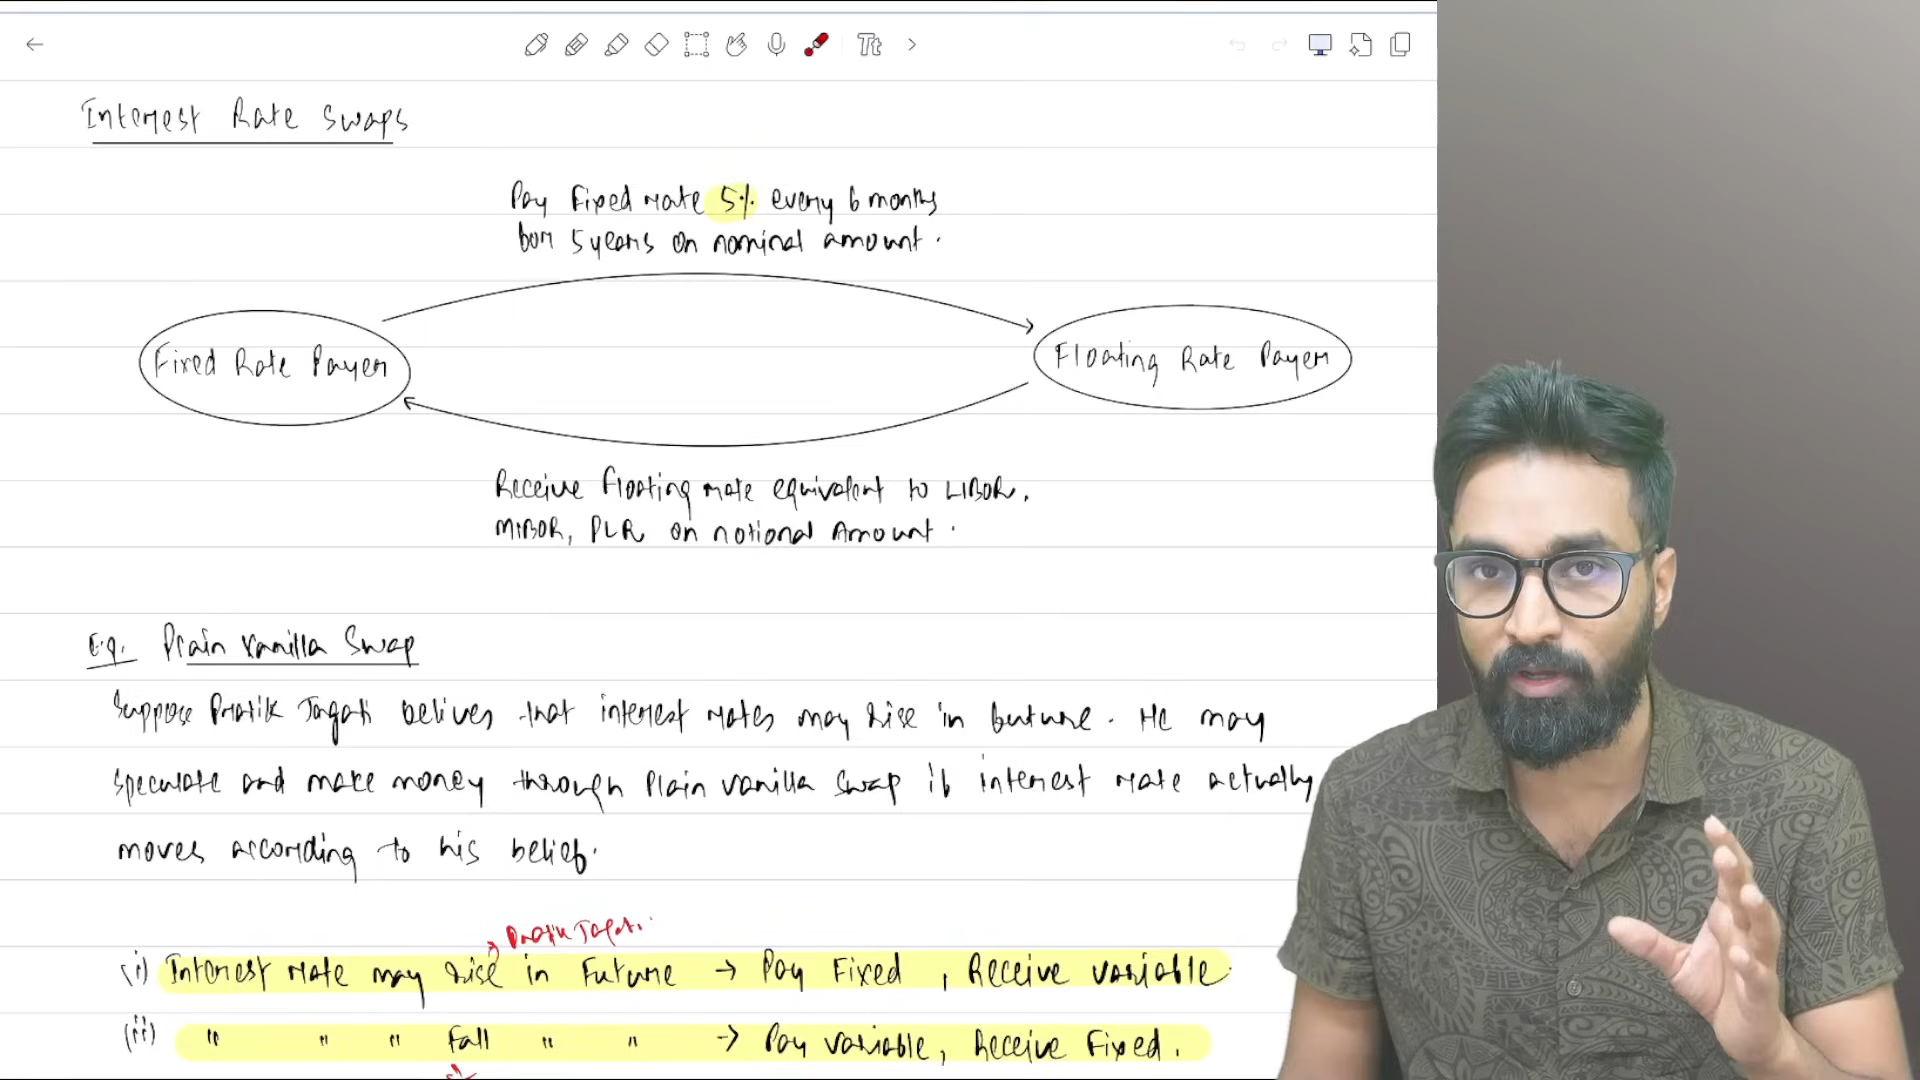 Tt
Interest Rate Swaps
Pay Fixed rate 5% every 6 months
for 5 years on nominal amount.
Fixed Rate Payer
Floating Rate Payer
Receive floating rate equivalent to LIBOR,
MIBOR, PLR on notional Amount.
Eg. Plain Vanilla Swap
Suppose Pratik Jagati belives that interest rates may rise in future. He may
speculate and make money through Plain vanilla swap if interest rate actually
moves according to his belief.
Pratik Jagati
(i) Interest rate may rise in Future → Pay Fixed, Receive variable
(ii) " " " Fall " " → Pay variable, Receive Fixed.